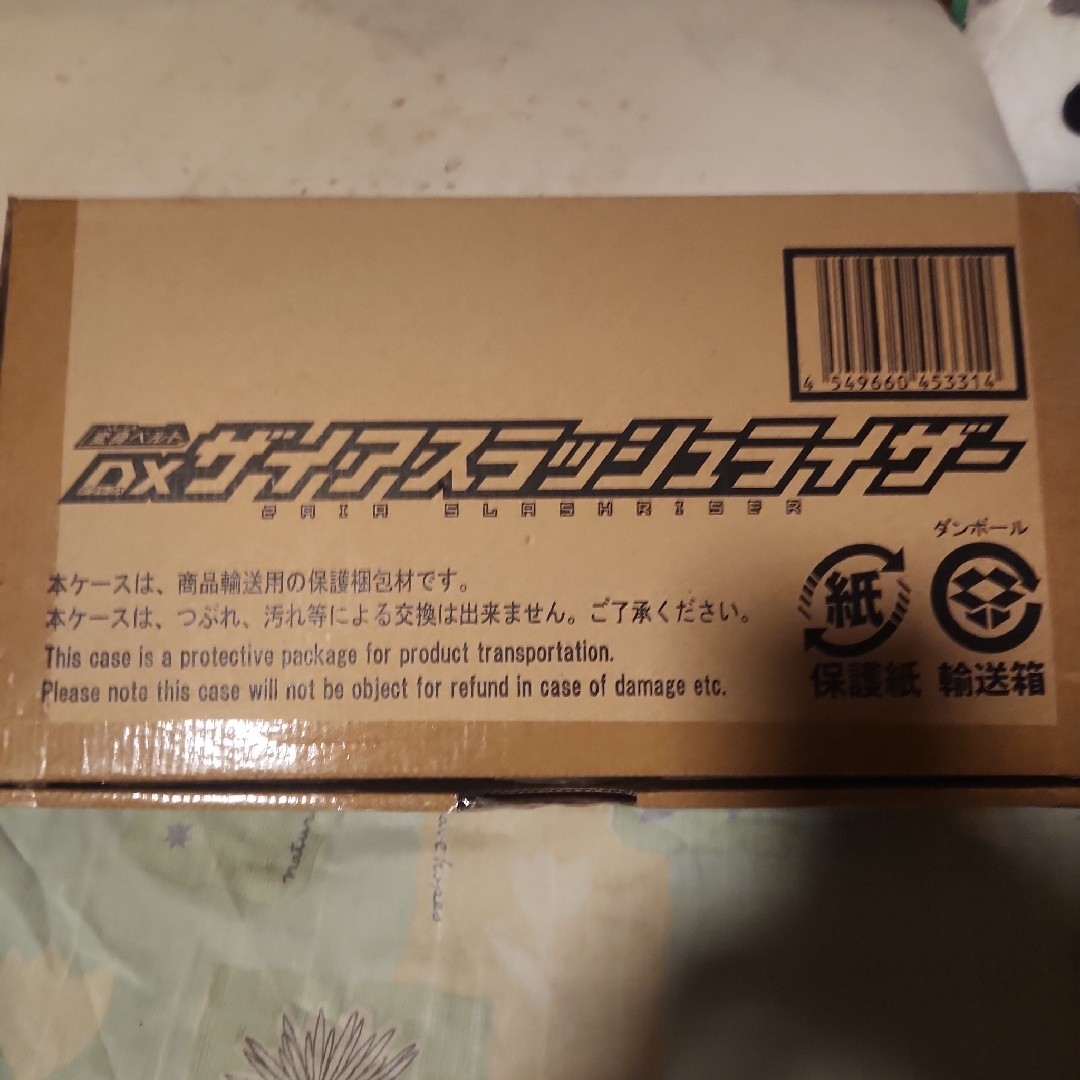 4 549660 453314
変身ベルト
DXザイアスラッシュライザー
ZAIA SLASHRISER
ダンボール
紙
保護紙 輸送箱
本ケースは、商品輸送用の保護梱包材です。
本ケースは、つぶれ、汚れ等による交換は出来ません。ご了承ください。
This case is a protective package for product transportation.
Please note this case will not be object for refund in case of damage etc.
natur